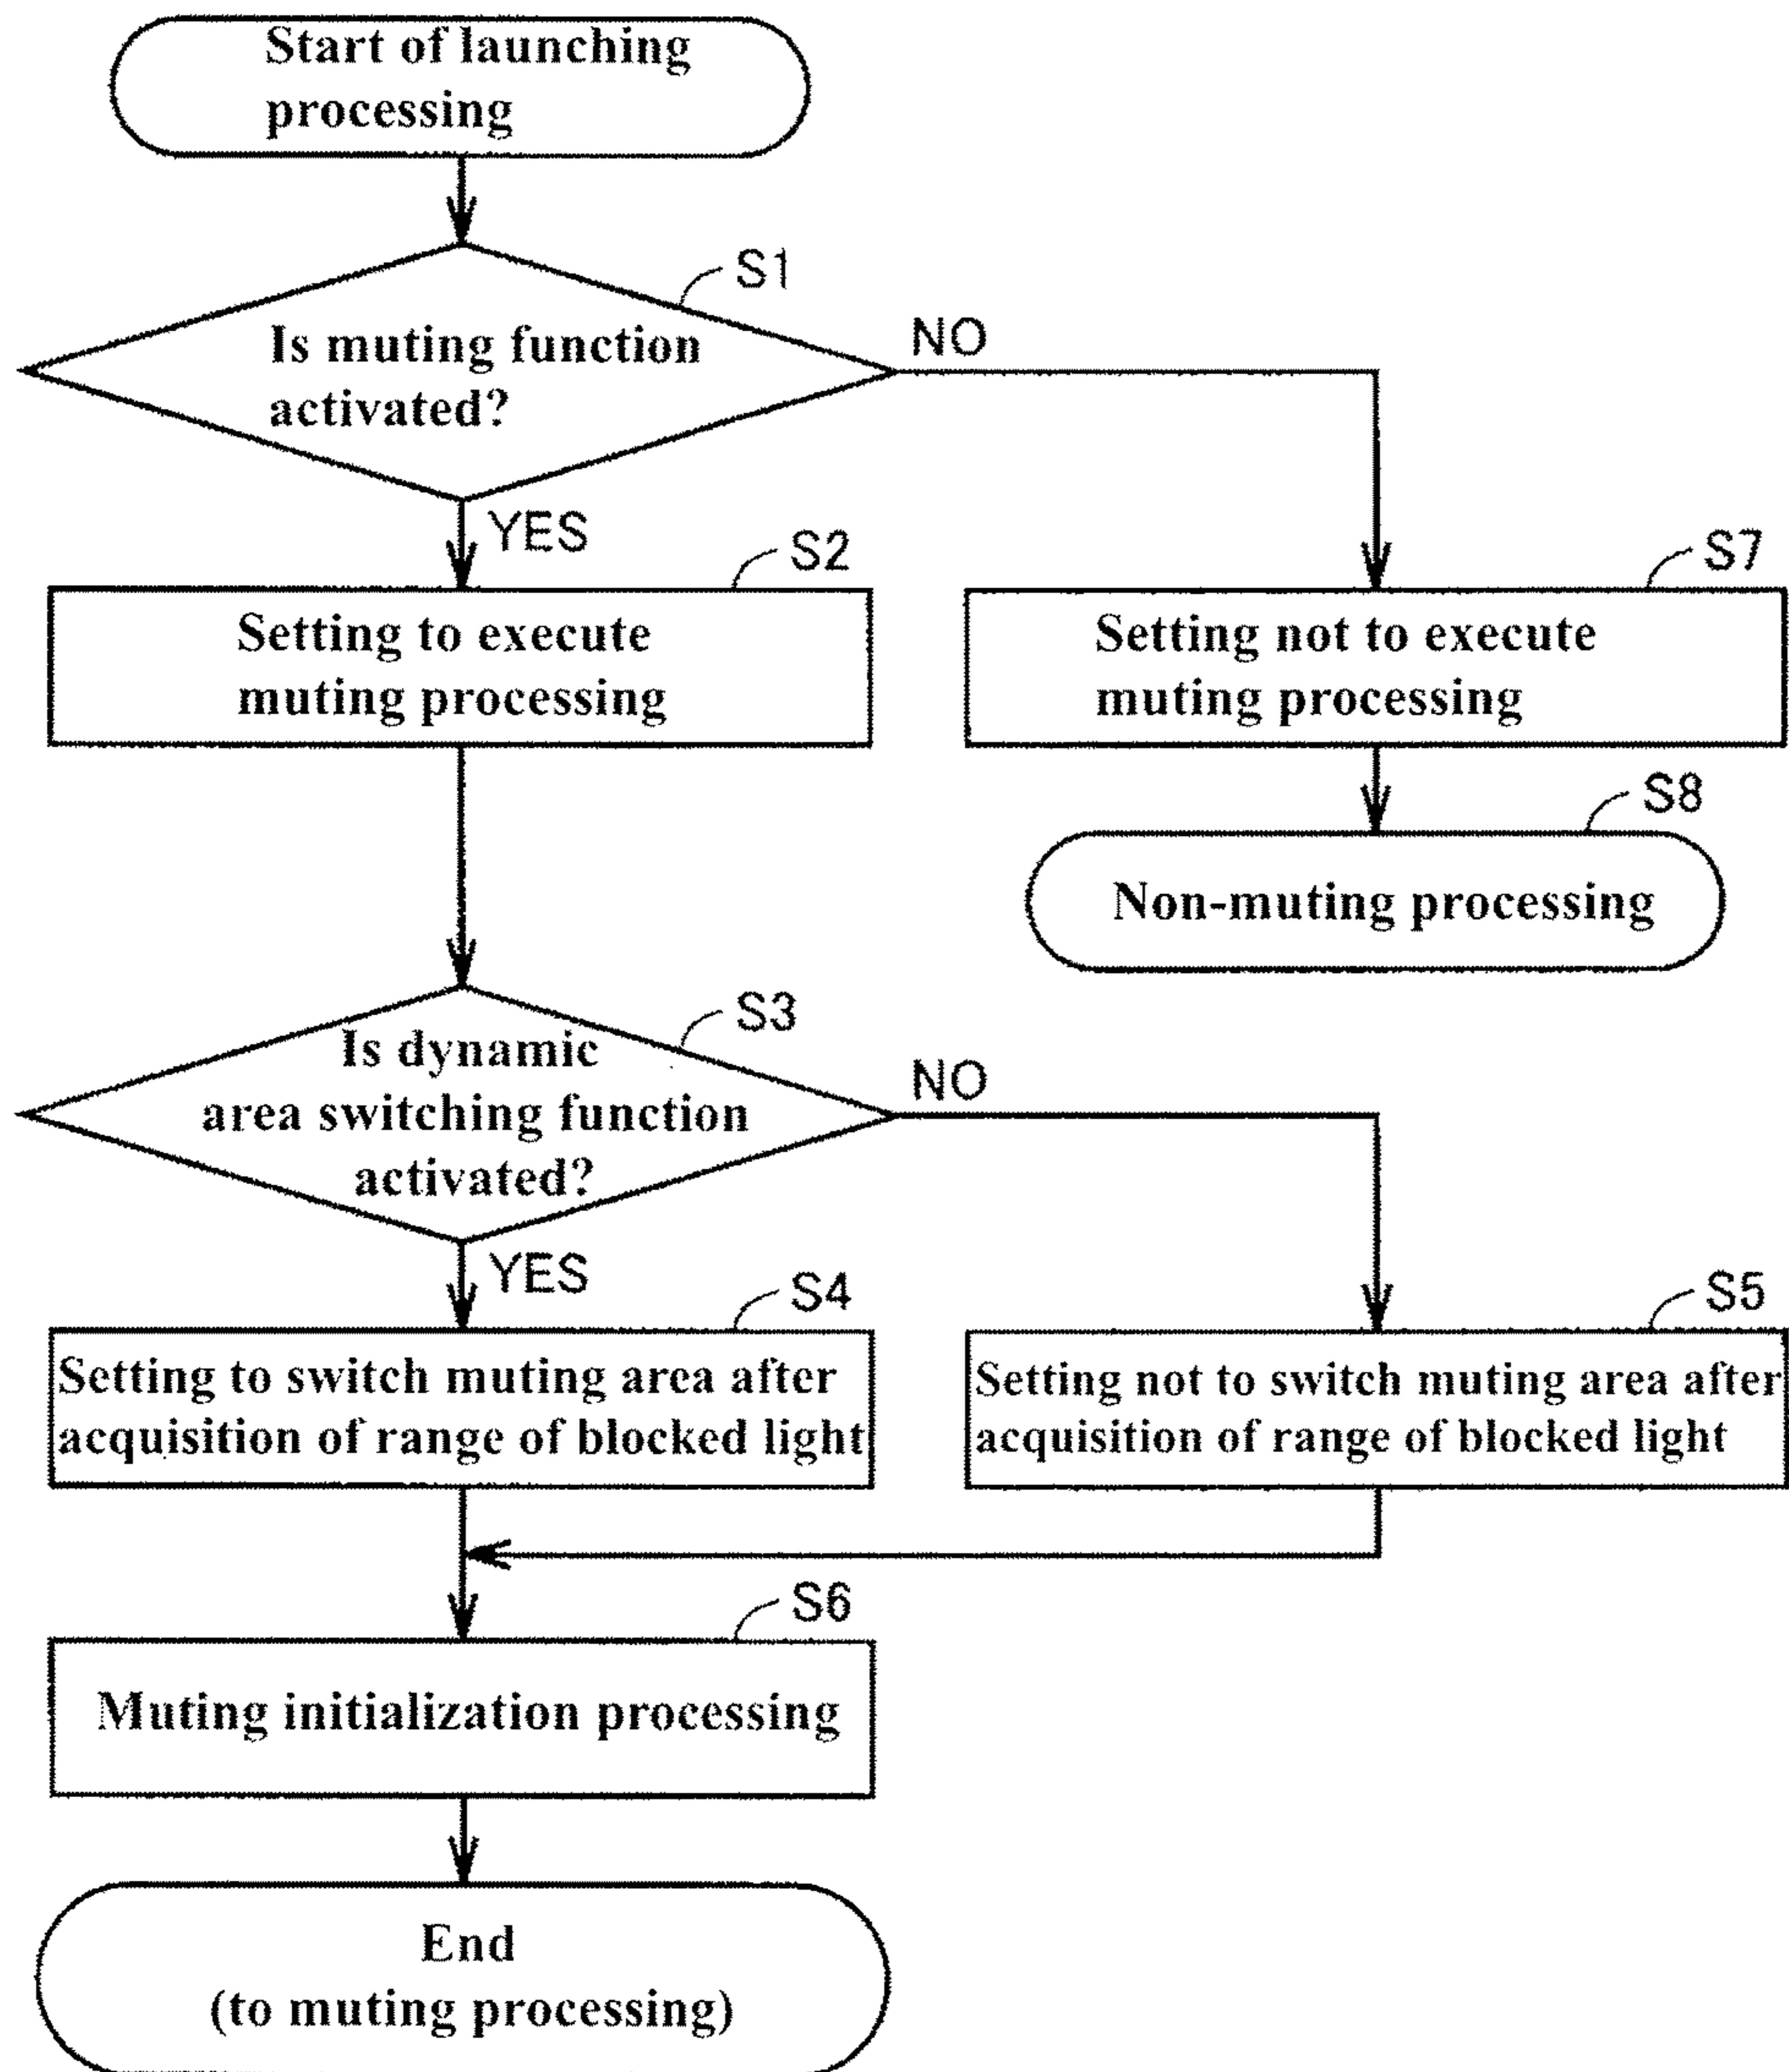 Start of launching
processing
S1
Is muting function
activated?
NO
YES
S2
Setting to execute
muting processing
S7
Setting not to execute
muting processing
S8
Non-muting processing
S3
Is dynamic
area switching function
activated?
NO
YES
S4
Setting to switch muting area after
acquisition of range of blocked light
S5
Setting not to switch muting area after
acquisition of range of blocked light
S6
Muting initialization processing
End
(to muting processing)